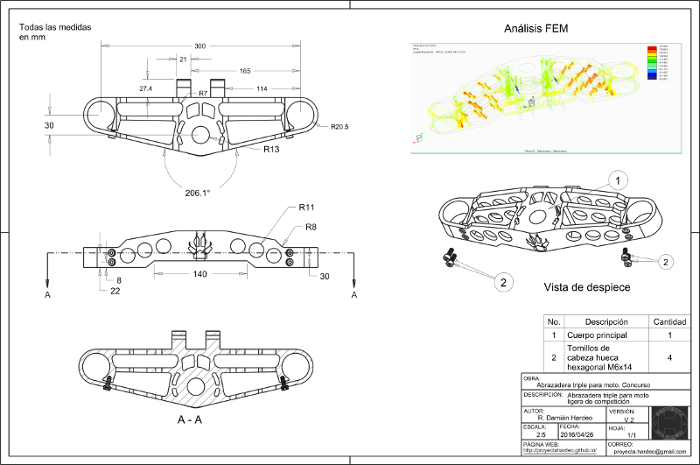 Todas las medidas
en mm
300
21
165
27.4
114
R7
30
R20.5
R13
206.1°
R11
R8
8
22
140
30
A
A
A - A
Análisis FEM
1
2
2
Vista de despiece
No. Descripción Cantidad
1 Cuerpo principal 1
2 Tornillos de cabeza hueca hexagonal M6x14 4
OBRA:
Abrazadera triple para moto. Concurso
DESCRIPCIÓN: Abrazadera triple para moto
ligera de competición
AUTOR: R. Damián Hardeo
VERSIÓN V.2
ESCALA: 2:5
FECHA: 2016/04/26
HOJA: 1/1
PÁGINA WEB:
http://proyectahardeo.github.io/
CORREO:
proyecta.hardeo@gmail.com